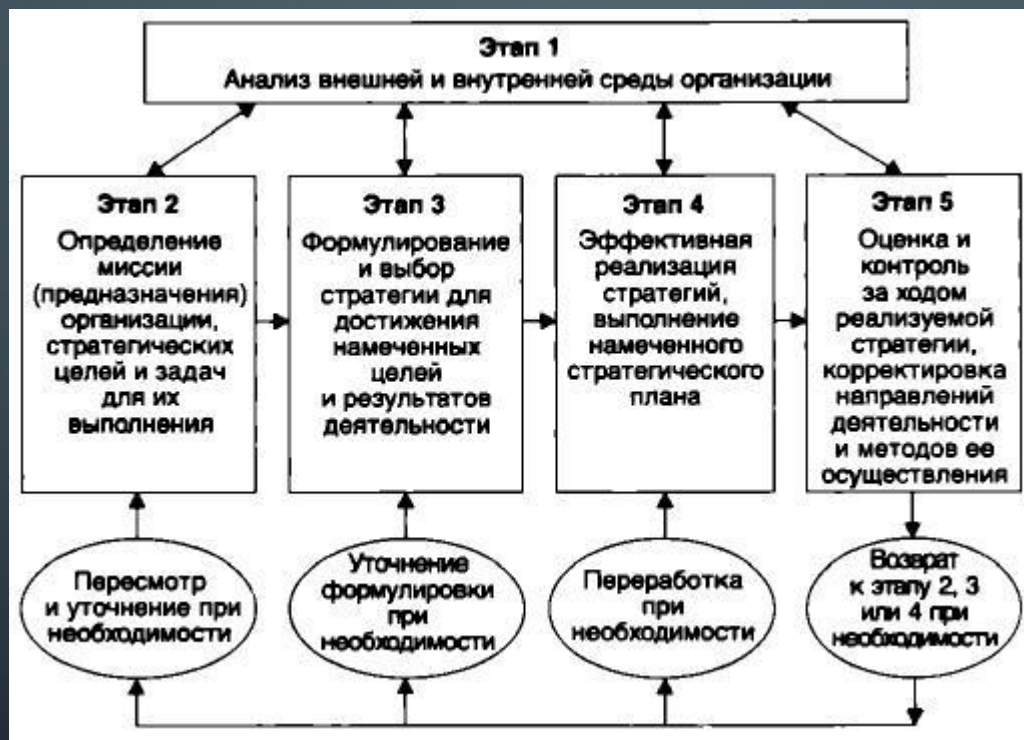 Этап 1
Анализ внешней и внутренней среды организации
Этап 2
Определение
миссии
(предназначения)
организации,
стратегических
целей и задач
для их
выполнения
Этап 3
Формулирование
и выбор
стратегии для
достижения
намеченных
целей
и результатов
деятельности
Этап 4
Эффективная
реализация
стратегий,
выполнение
намеченного
стратегического
плана
Этап 5
Оценка и
контроль
за ходом
реализуемой
стратегии,
корректировка
направлений
деятельности
и методов ее
осуществления
Пересмотр
и уточнение при
необходимости
Уточнение
формулировки
при
необходимости
Переработка
при
необходимости
Возврат
к этапу 2, 3
или 4 при
необходимости